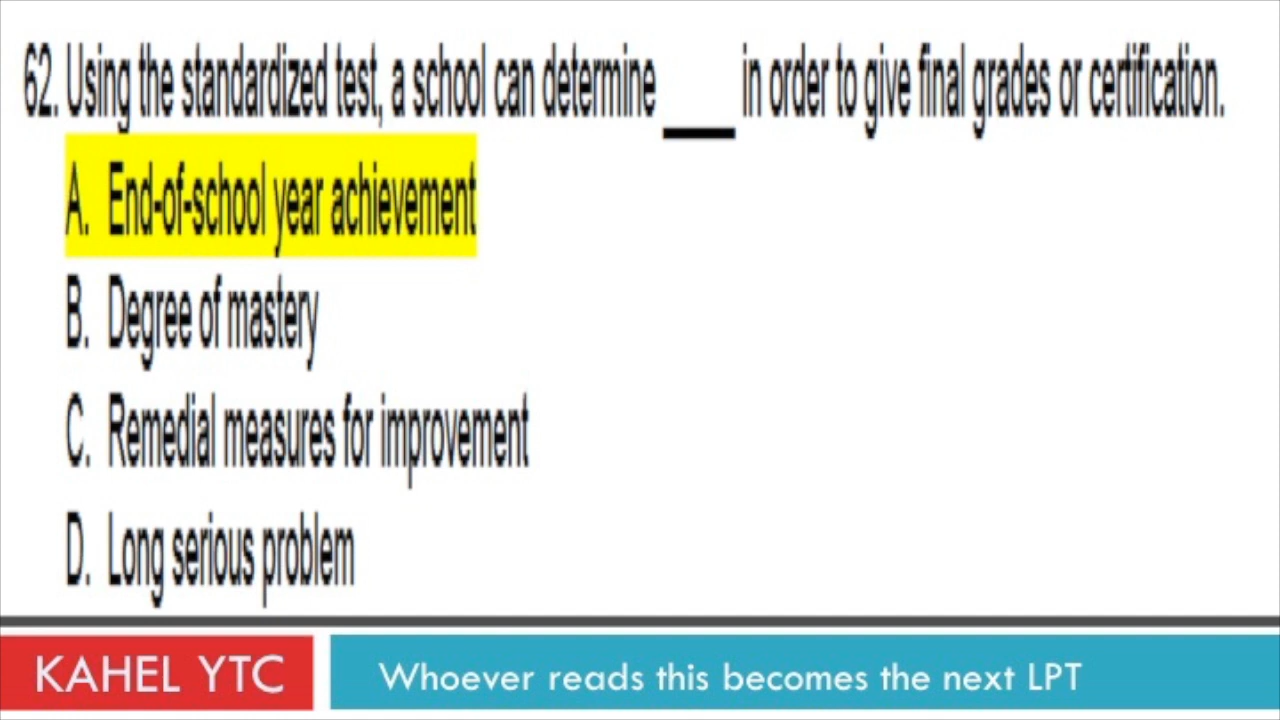 62. Using the standardized test, a school can determine ____ in order to give final grades or certification.
A. End-of-school year achievement
B. Degree of mastery
C. Remedial measures for improvement
D. Long serious problem
KAHEL YTC
Whoever reads this becomes the next LPT